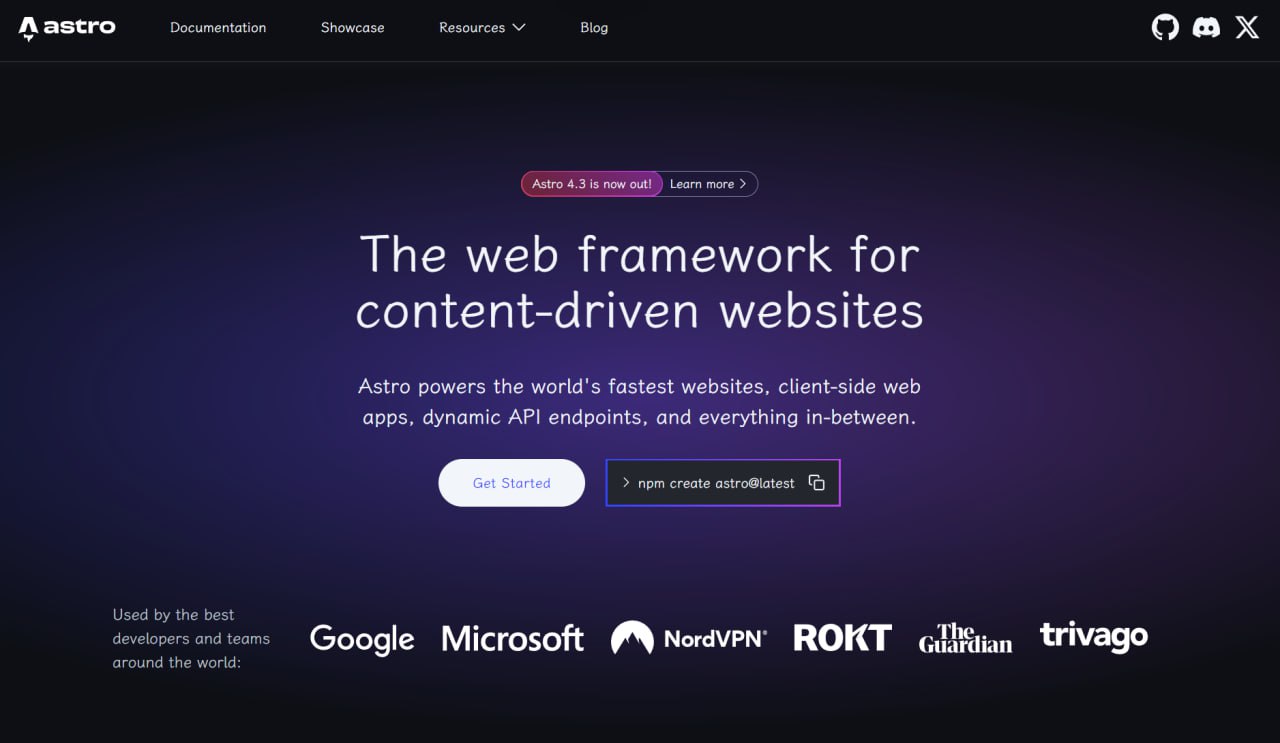 astro
Documentation
Showcase
Resources
Blog
Astro 4.3 is now out!
Learn more
The web framework for
content-driven websites
Astro powers the world's fastest websites, client-side web
apps, dynamic API endpoints, and everything in-between.
Get Started
> npm create astro@latest
Used by the best
developers and teams
around the world:
Google
Microsoft
NordVPN®
ROKT
The
Guardian
trivago